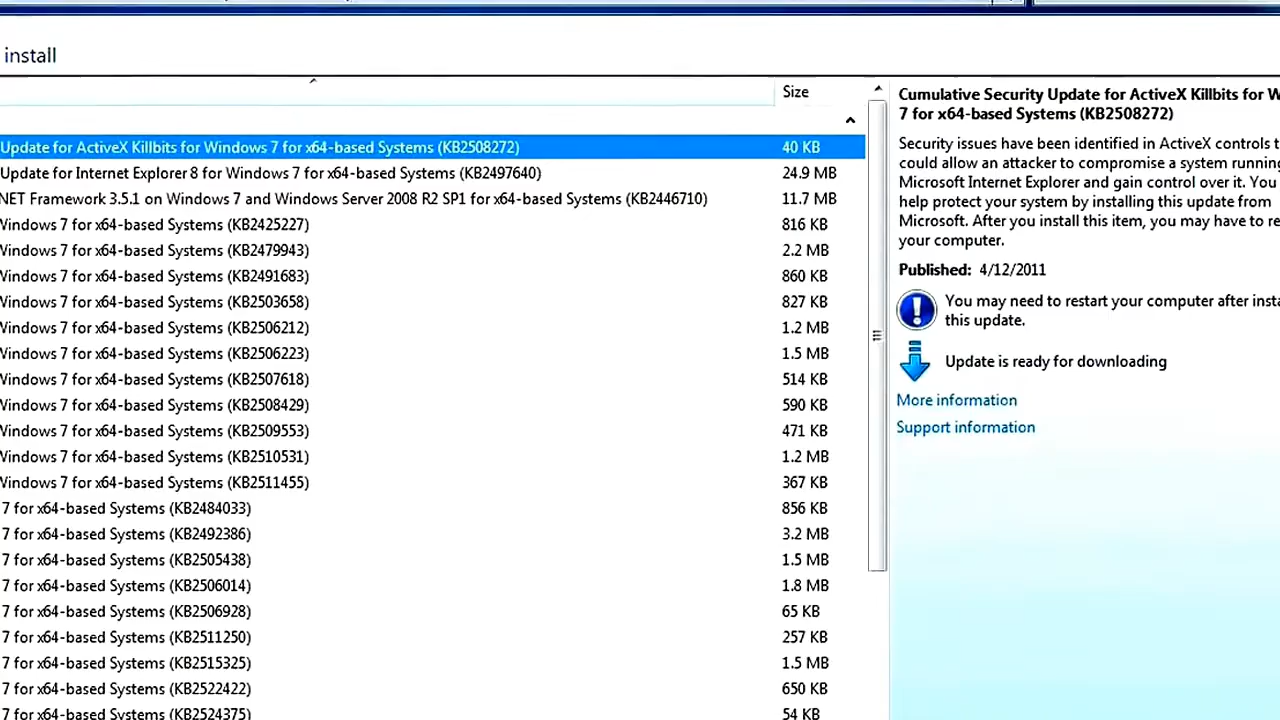 install
Size
Update for ActiveX Killbits for Windows 7 for x64-based Systems (KB2508272) 40 KB
Update for Internet Explorer 8 for Windows 7 for x64-based Systems (KB2497640) 24.9 MB
NET Framework 3.5.1 on Windows 7 and Windows Server 2008 R2 SP1 for x64-based Systems (KB2446710) 11.7 MB
Windows 7 for x64-based Systems (KB2425227) 816 KB
Windows 7 for x64-based Systems (KB2479943) 2.2 MB
Windows 7 for x64-based Systems (KB2491683) 860 KB
Windows 7 for x64-based Systems (KB2503658) 827 KB
Windows 7 for x64-based Systems (KB2506212) 1.2 MB
Windows 7 for x64-based Systems (KB2506223) 1.5 MB
Windows 7 for x64-based Systems (KB2507618) 514 KB
Windows 7 for x64-based Systems (KB2508429) 590 KB
Windows 7 for x64-based Systems (KB2509553) 471 KB
Windows 7 for x64-based Systems (KB2510531) 1.2 MB
Windows 7 for x64-based Systems (KB2511455) 367 KB
7 for x64-based Systems (KB2484033) 856 KB
7 for x64-based Systems (KB2492386) 3.2 MB
7 for x64-based Systems (KB2505438) 1.5 MB
7 for x64-based Systems (KB2506014) 1.8 MB
7 for x64-based Systems (KB2506928) 65 KB
7 for x64-based Systems (KB2511250) 257 KB
7 for x64-based Systems (KB2515325) 1.5 MB
7 for x64-based Systems (KB2522422) 650 KB
7 for x64-based Systems (KB2524375) 54 KB
Cumulative Security Update for ActiveX Killbits for W
7 for x64-based Systems (KB2508272)
Security issues have been identified in ActiveX controls t
could allow an attacker to compromise a system running
Microsoft Internet Explorer and gain control over it. You
help protect your system by installing this update from
Microsoft. After you install this item, you may have to re
your computer.
Published: 4/12/2011
You may need to restart your computer after insta
this update.
Update is ready for downloading
More information
Support information